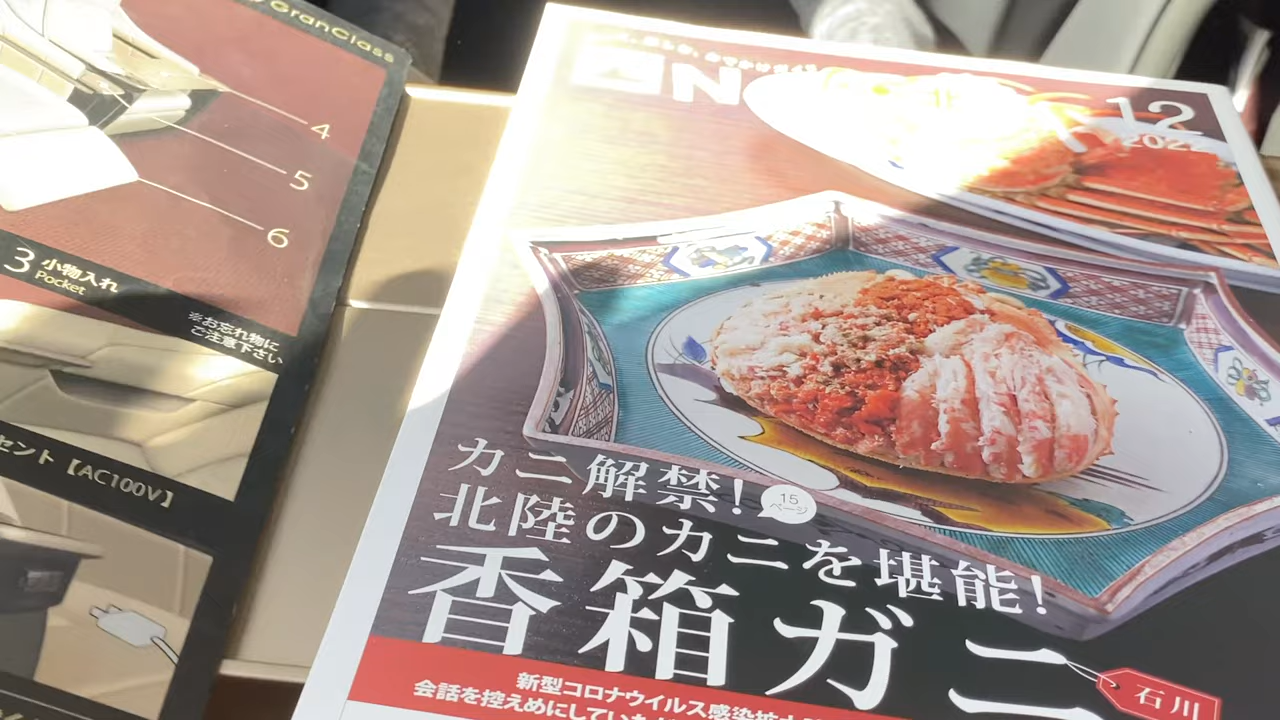 GranClass
4
5
6
3 小物入れ
Pocket
※お忘れ物に
ご注意下さい
セント【AC100V】
12
2022
カニ解禁!
15
ページ
北陸のカニを堪能!
香箱ガニ
石川
新型コロナウイルス感染拡大
会話を控えめにしていた